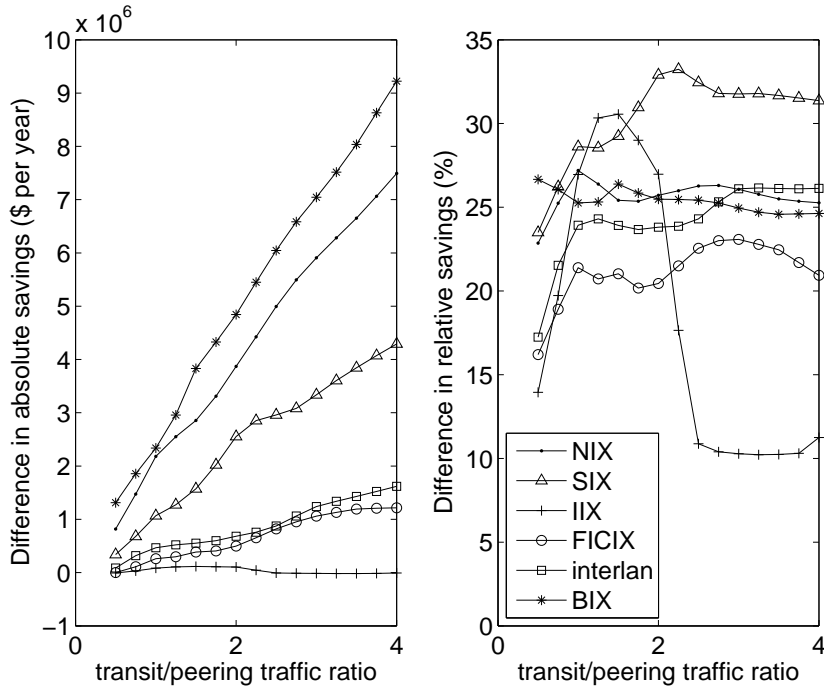 x 10^6
10
9
8
7
6
5
4
3
2
1
0
−1
Difference in absolute savings ($ per year)
0
2
4
transit/peering traffic ratio
35
30
25
20
15
10
5
0
Difference in relative savings (%)
NIX
SIX
IIX
FICIX
interlan
BIX
0
2
4
transit/peering traffic ratio